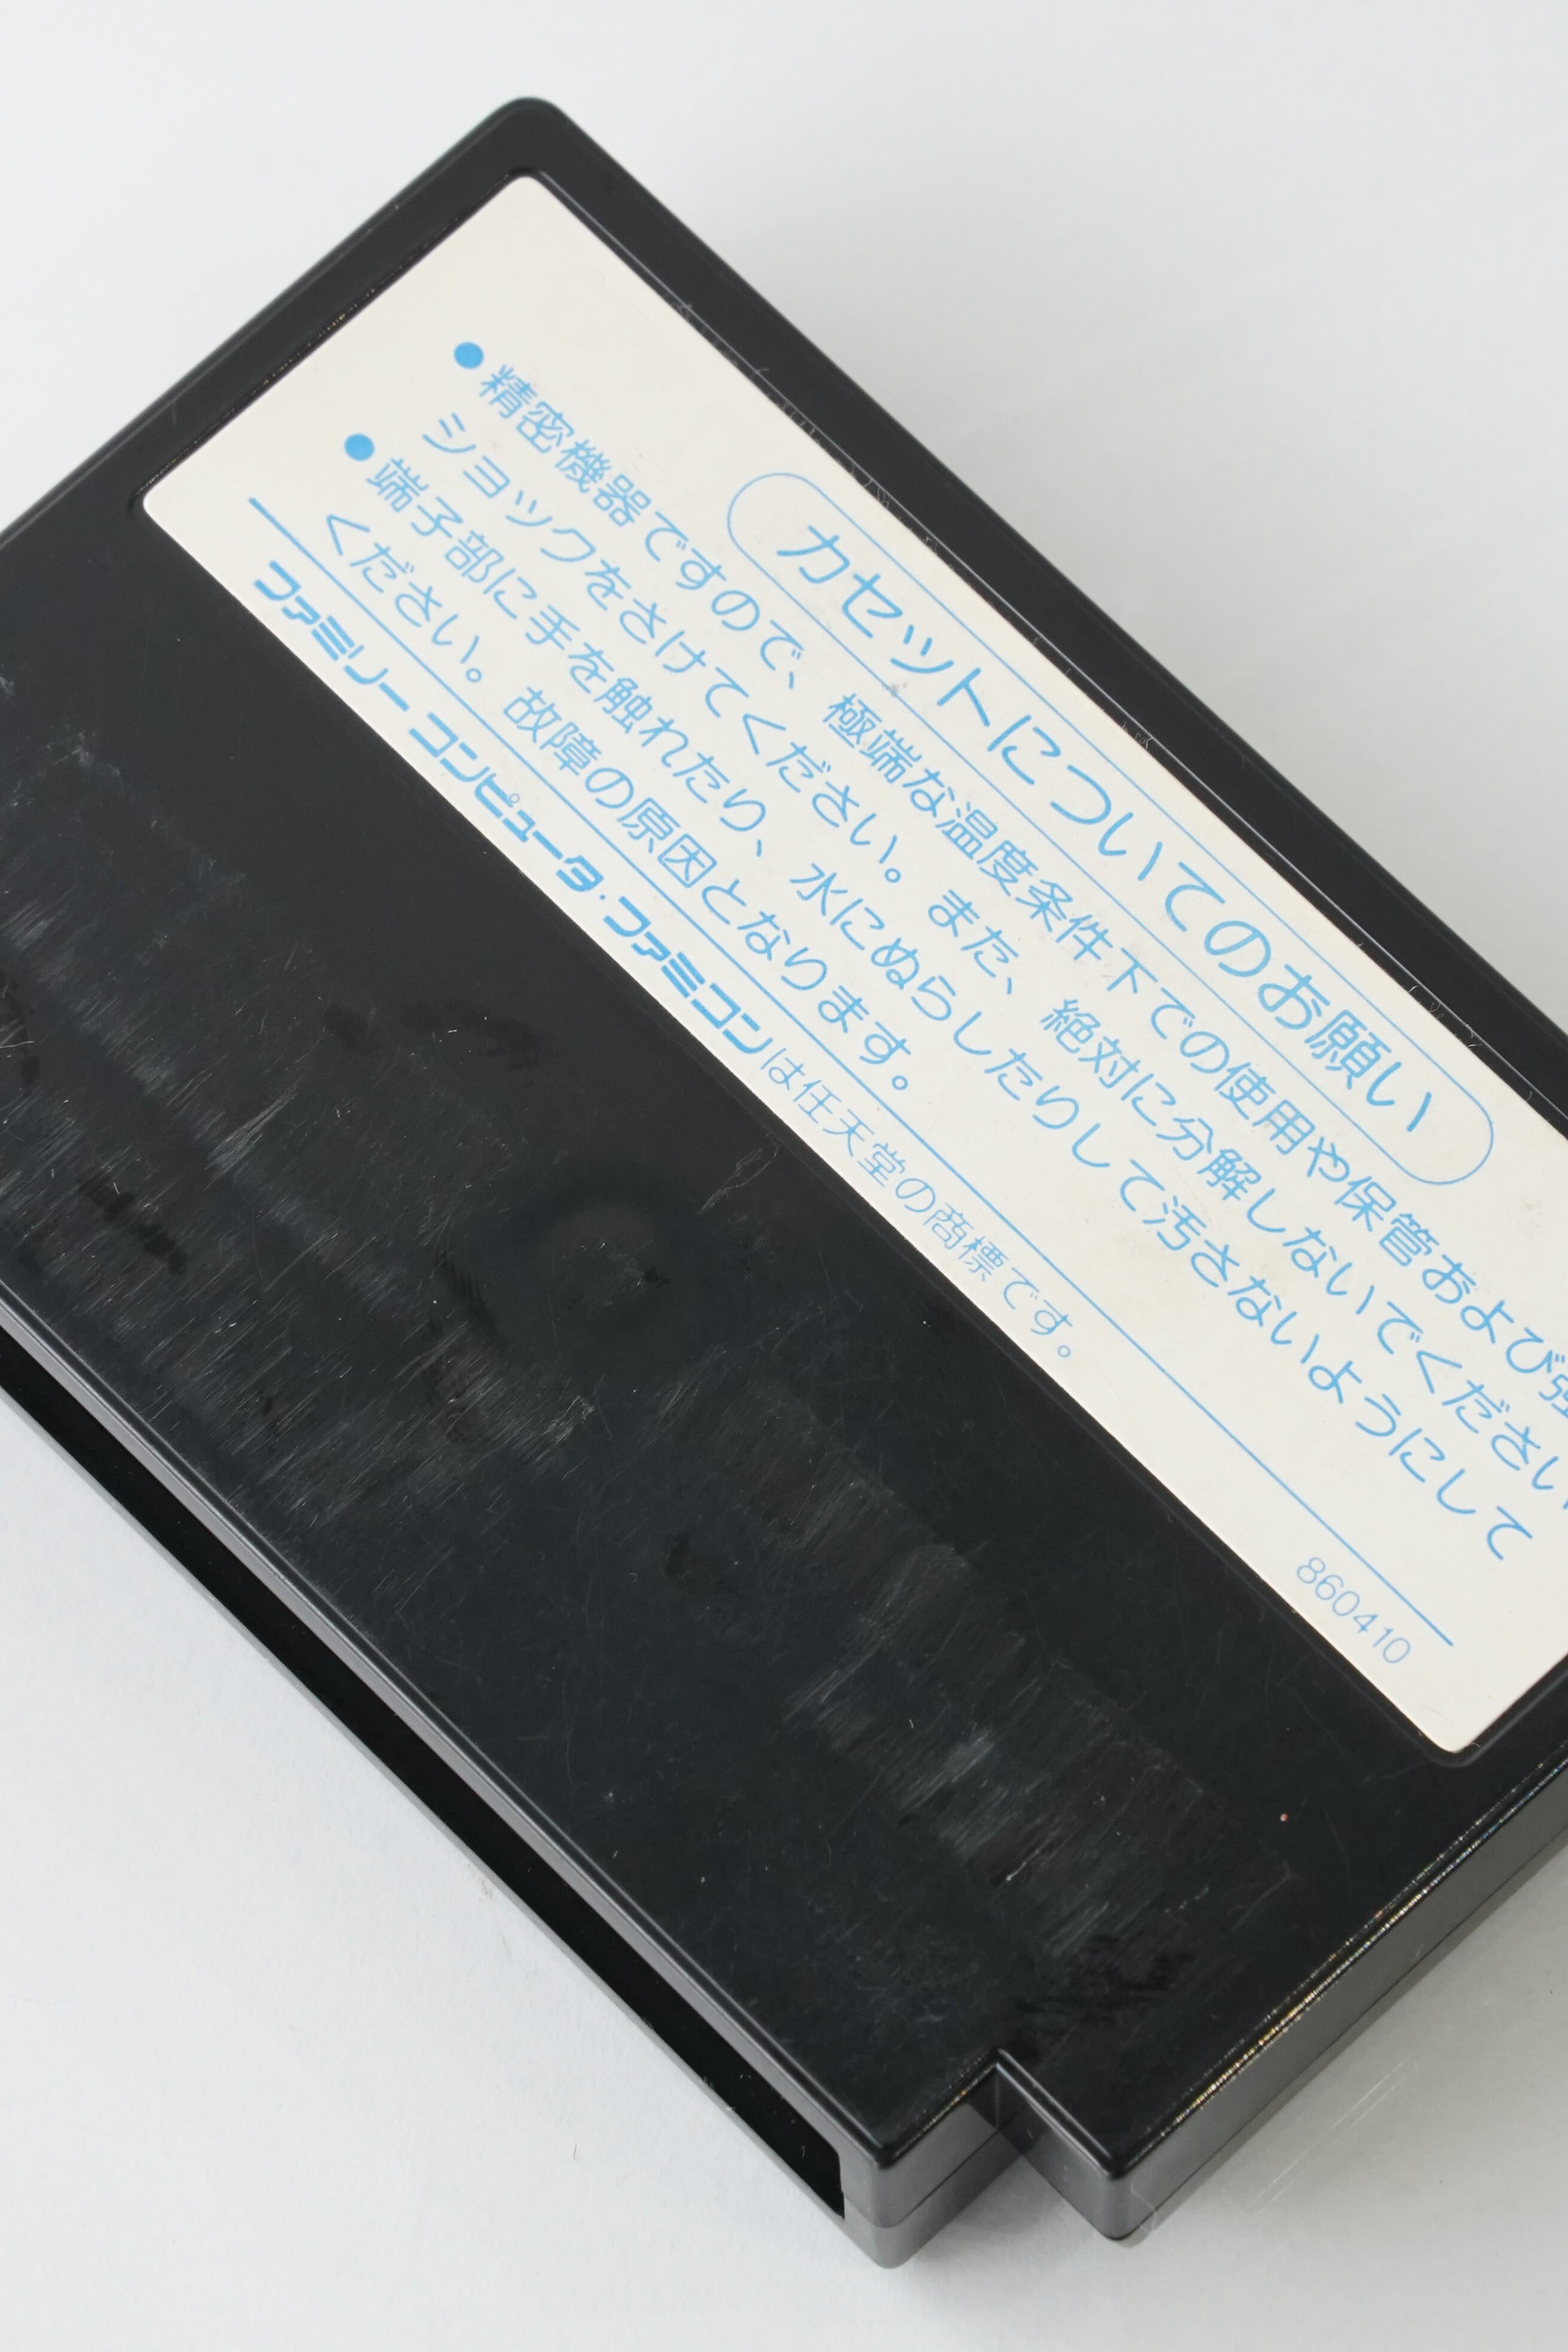 カセットについてのお願い
●精密機器ですので、極端な温度条件下での使用や保管および強
ショックをさけてください。また、絶対に分解しないでください
●端子部に手を触れたり、水にぬらしたりして汚さないようにして
ください。故障の原因となります。
ファミリーコンピュータ・ファミコンは任天堂の商標です。
860410